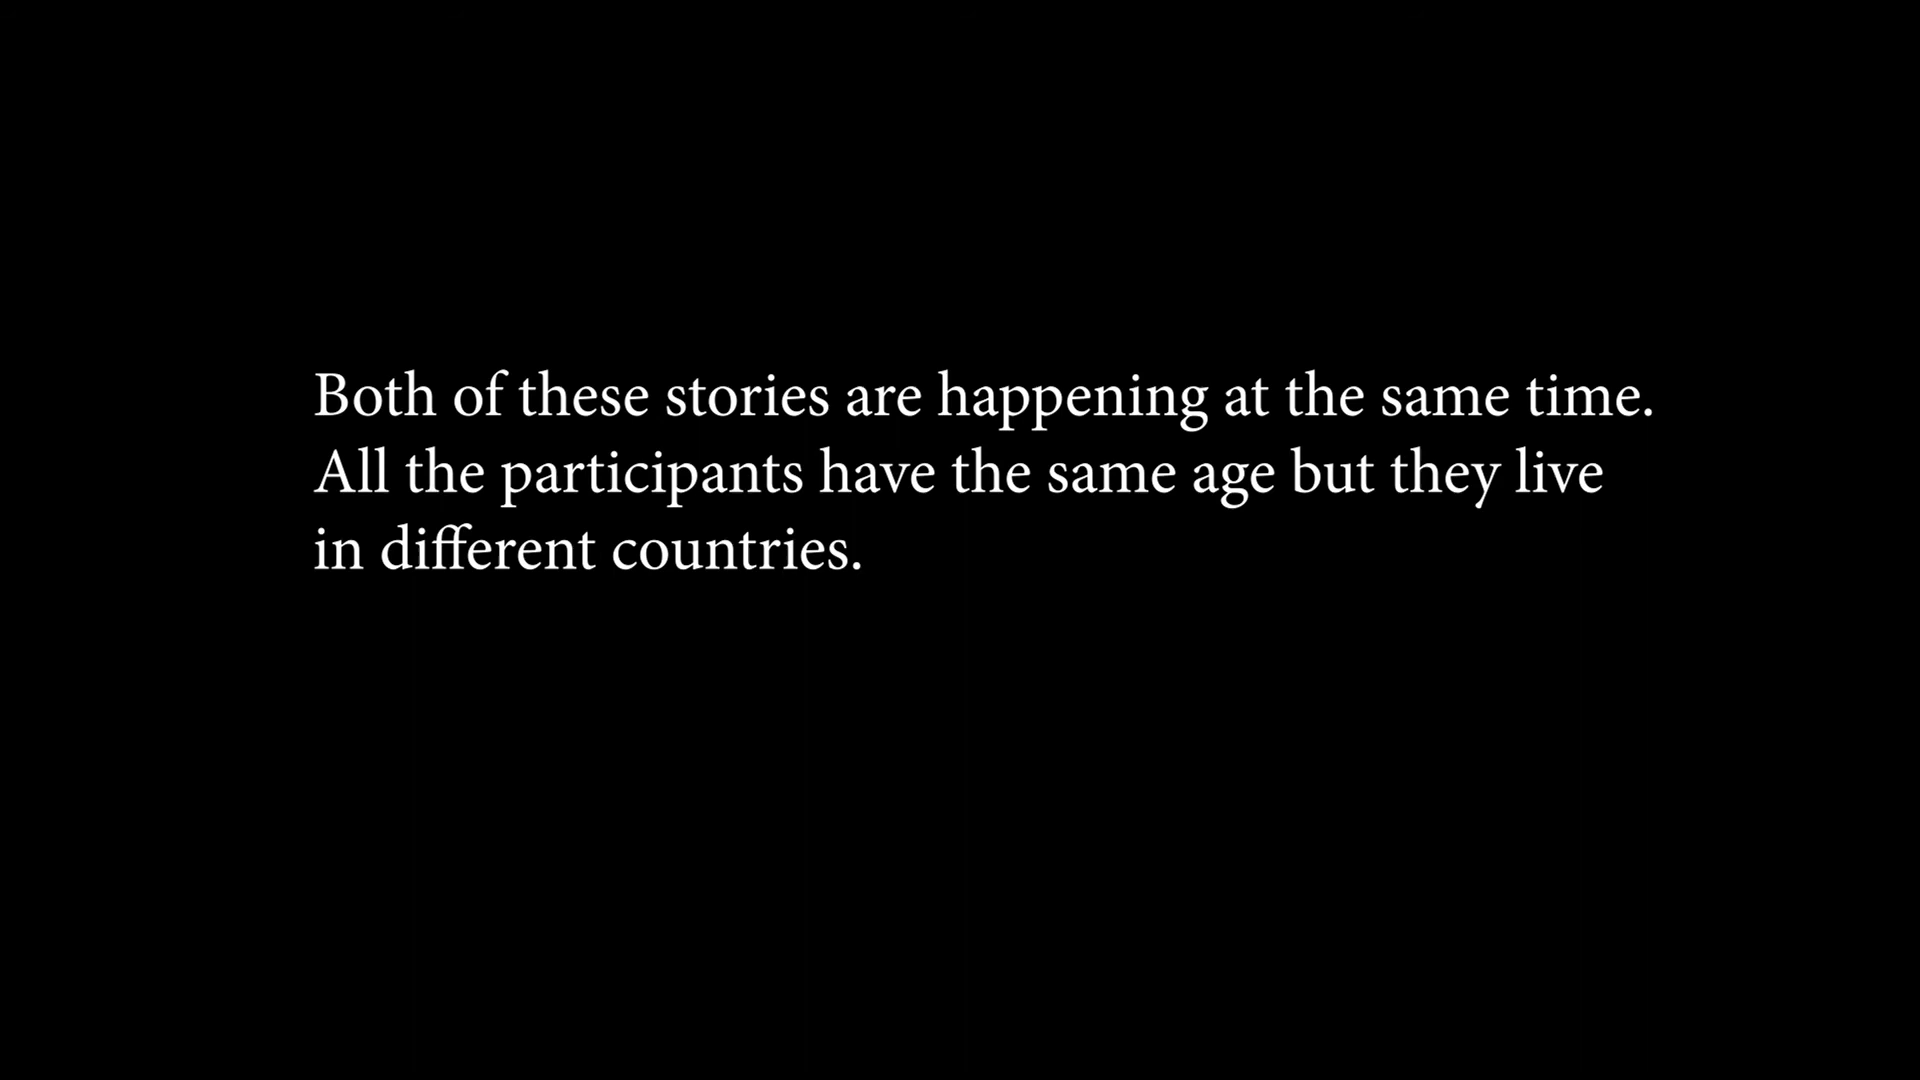 Both of these stories are happening at the same time.
All the participants have the same age but they live
in different countries.